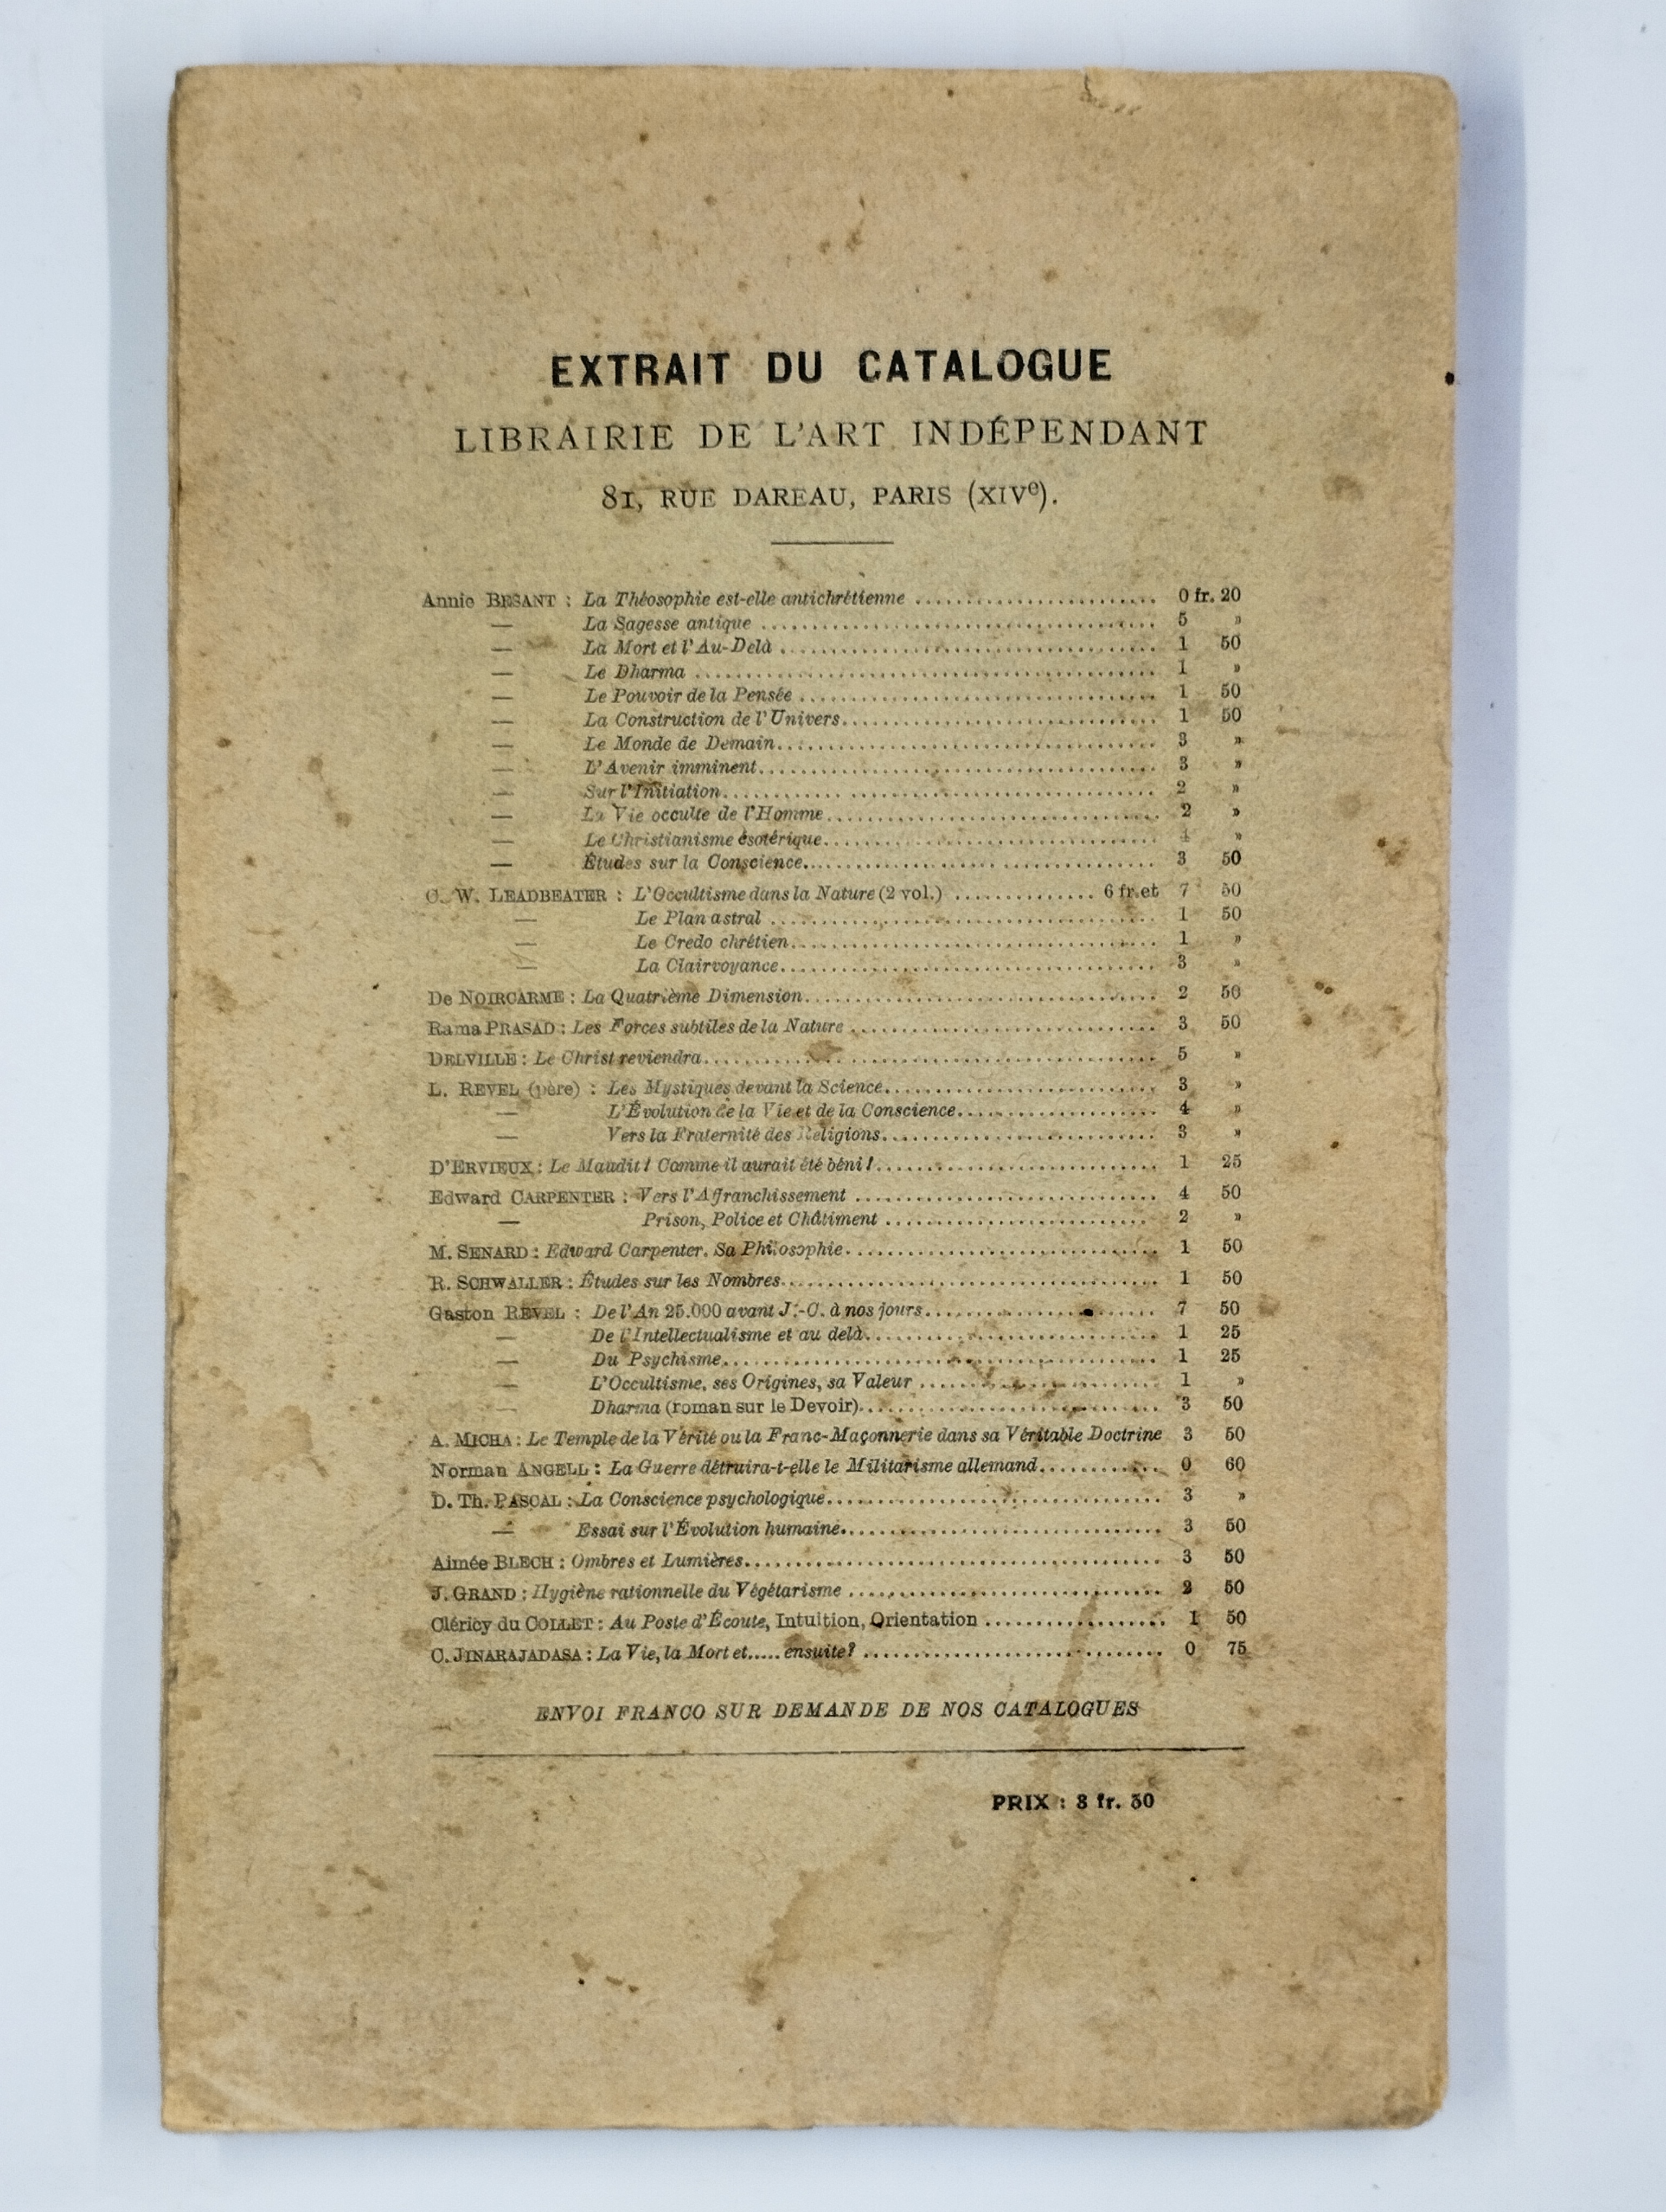 EXTRAIT DU CATALOGUE
LIBRAIRIE DE L'ART INDÉPENDANT
81, RUE DAREAU, PARIS (XIVe).
Annie BESANT : La Théosophie est-elle antichrétienne ........................ 0 fr. 20
— La Sagesse antique ........................ 5 »
— La Mort et l'Au-Delà ........................ 1 50
— Le Dharma ........................ 1 »
— Le Pouvoir de la Pensée ........................ 1 50
— La Construction de l'Univers ........................ 1 50
— Le Monde de Demain ........................ 3 »
— L'Avenir imminent ........................ 3 »
— Sur l'Initiation ........................ 2 »
— La Vie occulte de l'Homme ........................ 2 »
— Le Christianisme ésotérique ........................ 4 »
— Études sur la Conscience ........................ 3 50
C. W. LEADBEATER : L'Occultisme dans la Nature (2 vol.) ............. 6 fr. et 7 50
— Le Plan astral ........................ 1 50
— Le Credo chrétien ........................ 1 »
— La Clairvoyance ........................ 3 »
De NOIRCARME : La Quatrième Dimension ........................ 2 50
Rama PRASAD : Les Forces subtiles de la Nature ........................ 3 50
DELVILLE : Le Christ reviendra ........................ 5 »
L. REVEL (père) : Les Mystiques devant la Science ........................ 3 »
— L'Évolution de la Vie et de la Conscience ........................ 4 »
— Vers la Fraternité des Religions ........................ 3 »
D'ERVIEUX : Le Maudit ! Comme il aurait été béni ! ........................ 1 25
Edward CARPENTER : Vers l'Affranchissement ........................ 4 50
— Prison, Police et Châtiment ........................ 2 »
M. SENARD : Edward Carpenter. Sa Philosophie ........................ 1 50
R. SCHWALLER : Études sur les Nombres ........................ 1 50
Gaston REVEL : De l'An 25.000 avant J.-C. à nos jours ........................ 7 50
— De l'Intellectualisme et au delà ........................ 1 25
— Du Psychisme ........................ 1 25
— L'Occultisme, ses Origines, sa Valeur ........................ 1 »
— Dharma (roman sur le Devoir) ........................ 3 50
A. MICHA : Le Temple de la Vérité ou la Franc-Maçonnerie dans sa Véritable Doctrine 3 50
Norman ANGELL : La Guerre détruira-t-elle le Militarisme allemand ............ 0 60
D. Th. PASCAL : La Conscience psychologique ........................ 3 »
— Essai sur l'Évolution humaine ........................ 3 50
Aimée BLECH : Ombres et Lumières ........................ 3 50
J. GRAND : Hygiène rationnelle du Végétarisme ........................ 2 50
Cléricy du COLLET : Au Poste d'Écoute, Intuition, Orientation .................. 1 50
C. JINARAJADASA : La Vie, la Mort et..... ensuite ? ........................ 0 75
ENVOI FRANCO SUR DEMANDE DE NOS CATALOGUES
PRIX : 3 fr. 50